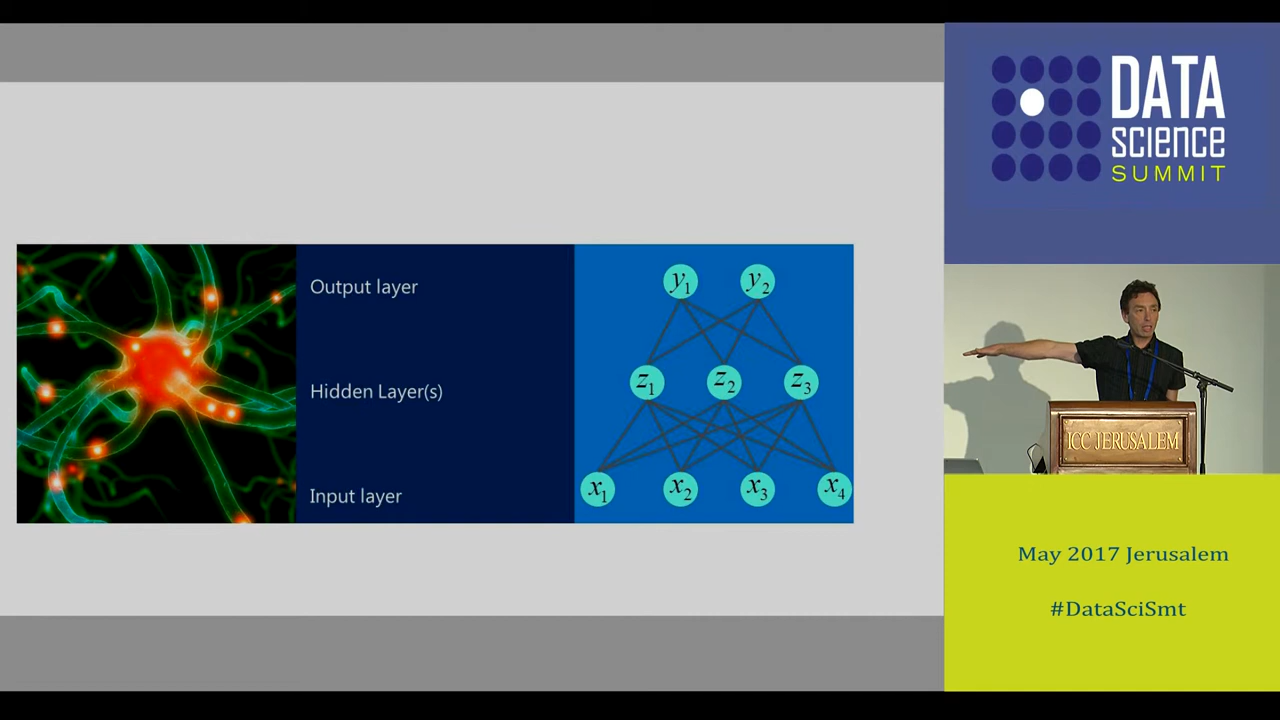 Output layer
Hidden Layer(s)
Input layer
y1 y2
z1 z2 z3
x1 x2 x3 x4
DATA
science
SUMMIT
ICC JERUSALEM
May 2017 Jerusalem
#DataSciSmt